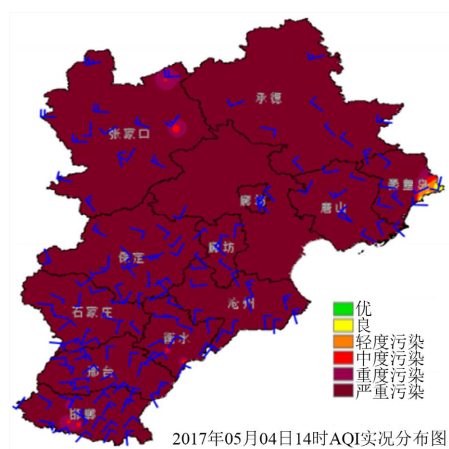 承德
张家口
秦皇岛
唐山
廊坊
廊坊
保定
沧州
石家庄
衡水
邢台
邯郸
优
良
轻度污染
中度污染
重度污染
严重污染
2017年05月04日14时AQI实况分布图